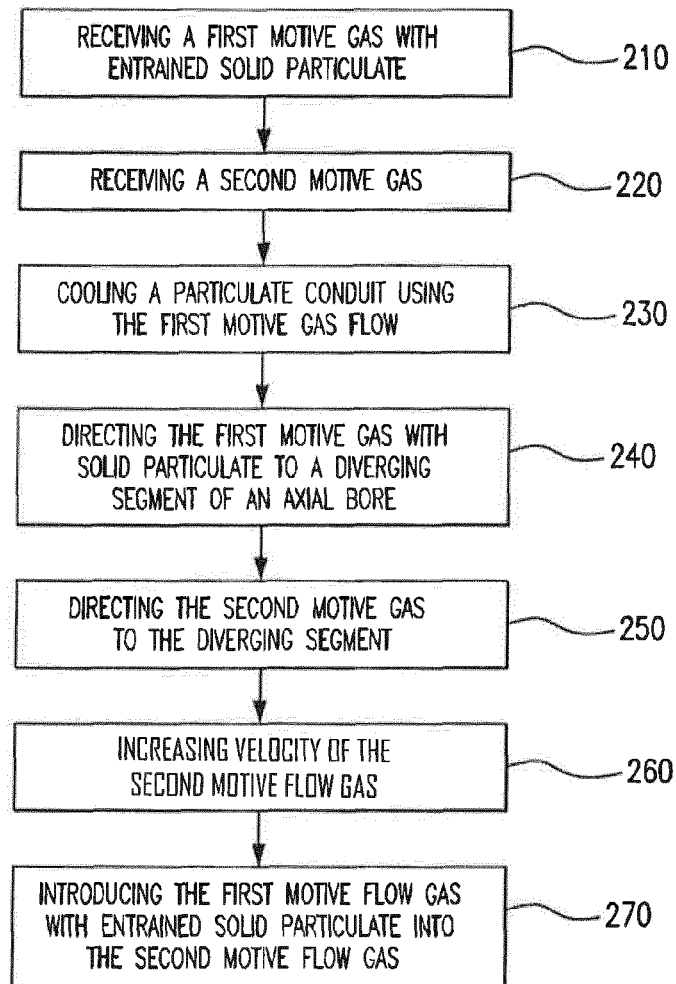 RECEIVING A FIRST MOTIVE GAS WITH
ENTRAINED SOLID PARTICULATE
210
RECEIVING A SECOND MOTIVE GAS
220
COOLING A PARTICULATE CONDUIT USING
THE FIRST MOTIVE GAS FLOW
230
DIRECTING THE FIRST MOTIVE GAS WITH
SOLID PARTICULATE TO A DIVERGING
SEGMENT OF AN AXIAL BORE
240
DIRECTING THE SECOND MOTIVE GAS
TO THE DIVERGING SEGMENT
250
INCREASING VELOCITY OF THE
SECOND MOTIVE FLOW GAS
260
INTRODUCING THE FIRST MOTIVE FLOW GAS
WITH ENTRAINED SOLID PARTICULATE INTO
THE SECOND MOTIVE FLOW GAS
270